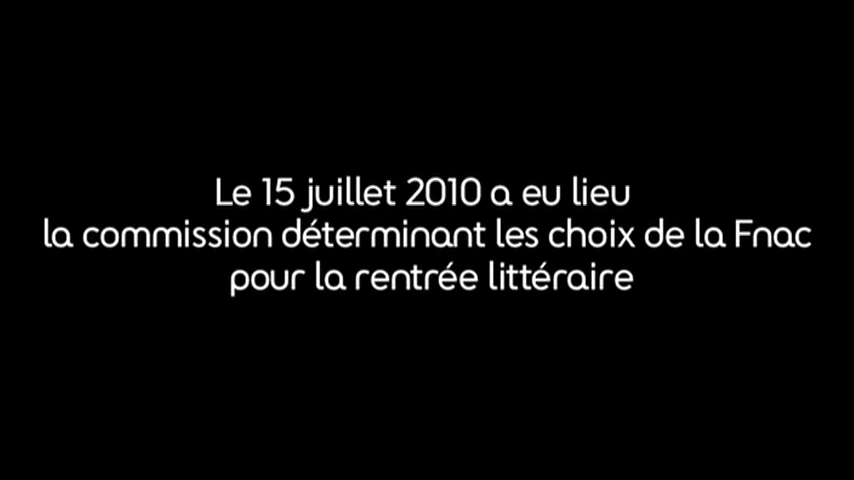 Le 15 juillet 2010 a eu lieu
la commission déterminant les choix de la Fnac
pour la rentrée littéraire